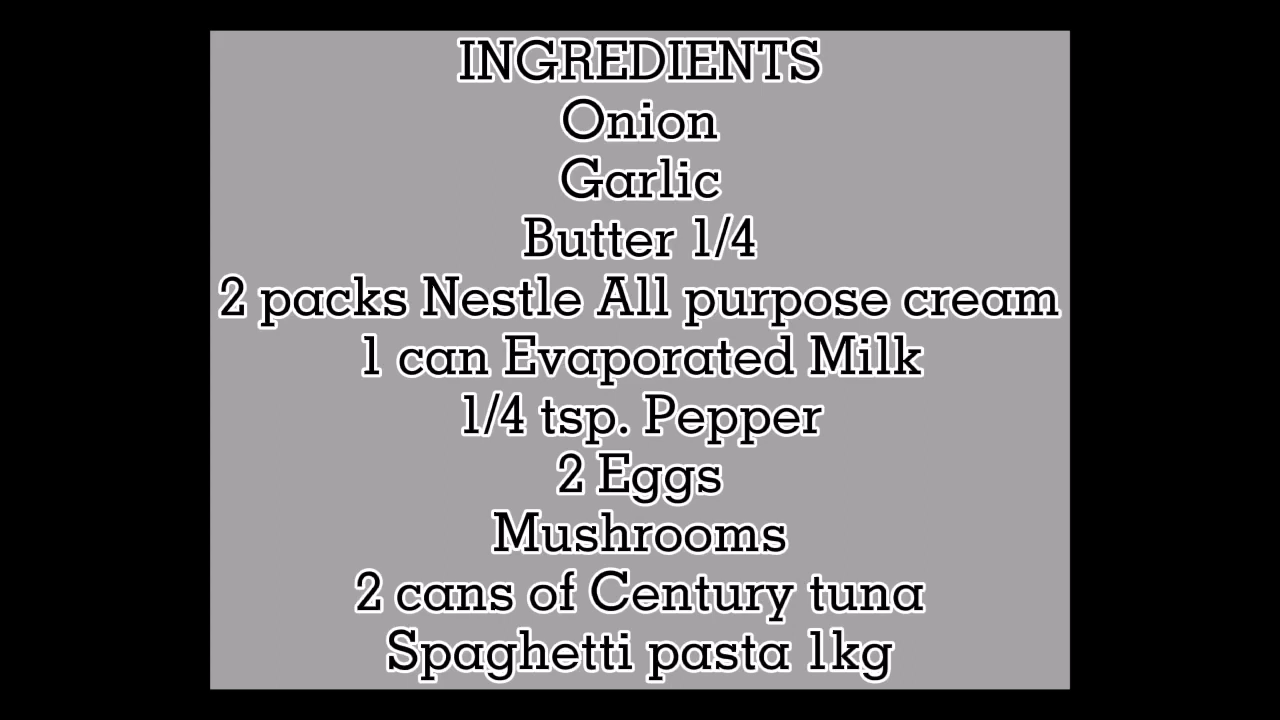 INGREDIENTS
Onion
Garlic
Butter 1/4
2 packs Nestle All purpose cream
1 can Evaporated Milk
1/4 tsp. Pepper
2 Eggs
Mushrooms
2 cans of Century tuna
Spaghetti pasta 1kg